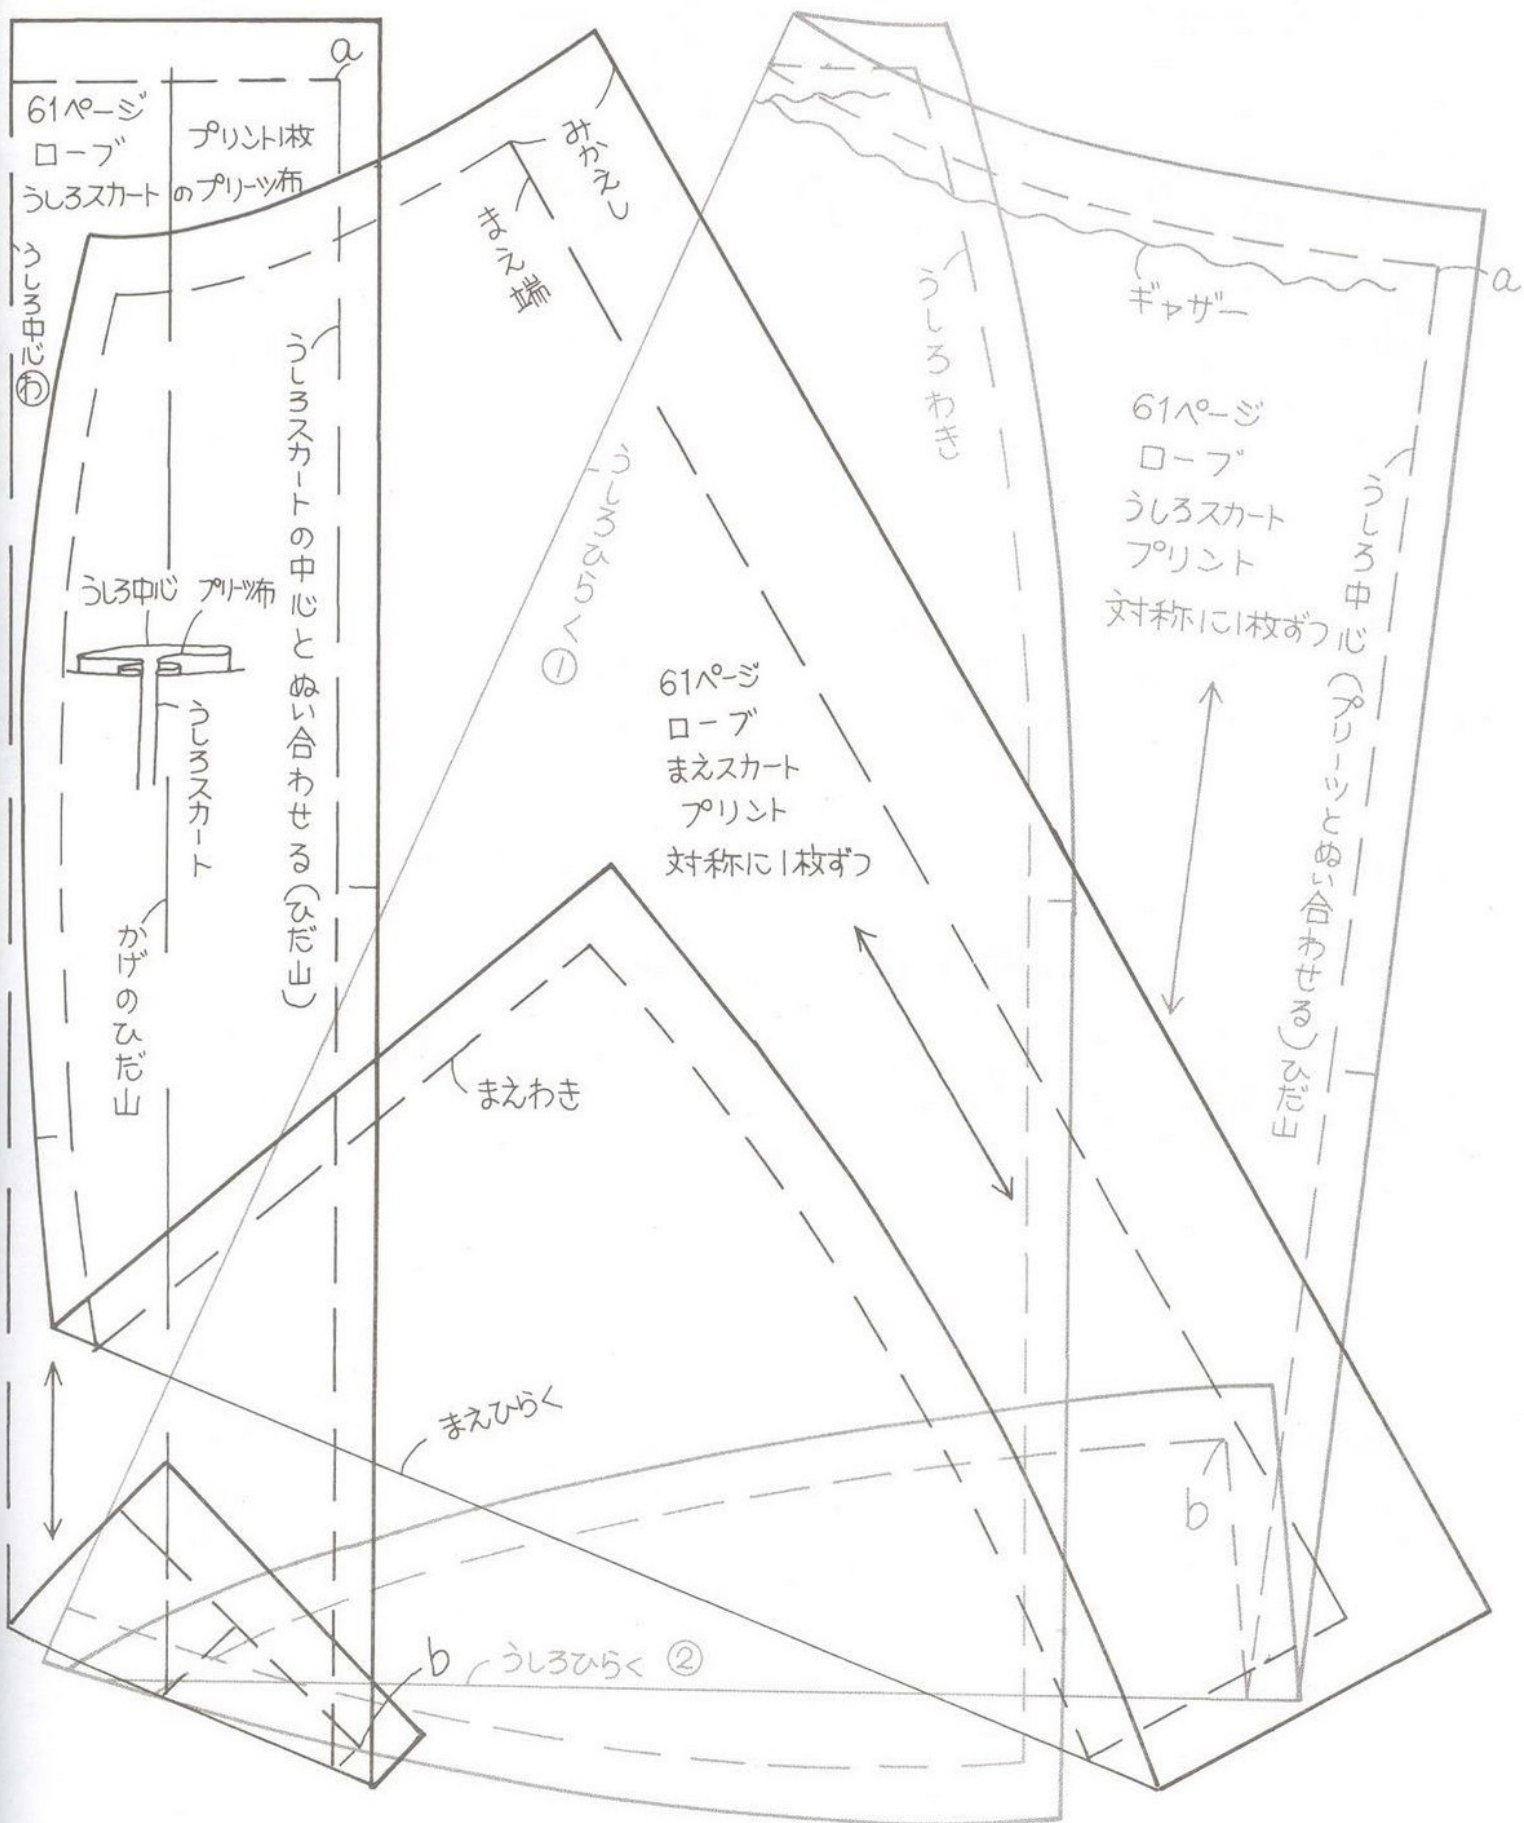 a
61ページ
ローブ
うしろスカート
プリント1枚
のプリーツ布
うしろ中心わ
うしろスカートの中心とぬい合わせる(ひだ山)
うしろ中心
プリーツ布
うしろスカート
かげのひだ山
みかえし
まえ端
うしろひらく①
61ページ
ローブ
まえスカート
プリント
対称に1枚ずつ
まえわき
まえひらく
b
うしろひらく②
うしろわき
ギャザー
a
61ページ
ローブ
うしろスカート
プリント
対称に1枚ずつ
うしろ中心(プリーツとぬい合わせる)ひだ山
b